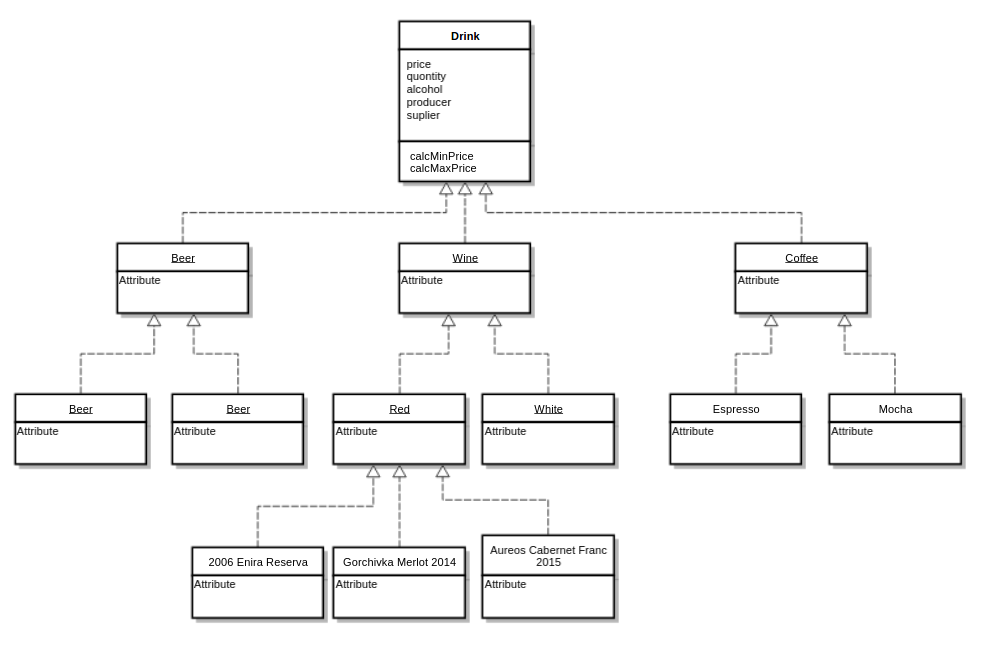 Drink
price
quontity
alcohol
producer
suplier
calcMinPrice
calcMaxPrice
Beer
Attribute
Wine
Attribute
Coffee
Attribute
Beer
Attribute
Beer
Attribute
Red
Attribute
White
Attribute
Espresso
Attribute
Mocha
Attribute
2006 Enira Reserva
Attribute
Gorchivka Merlot 2014
Attribute
Aureos Cabernet Franc
2015
Attribute